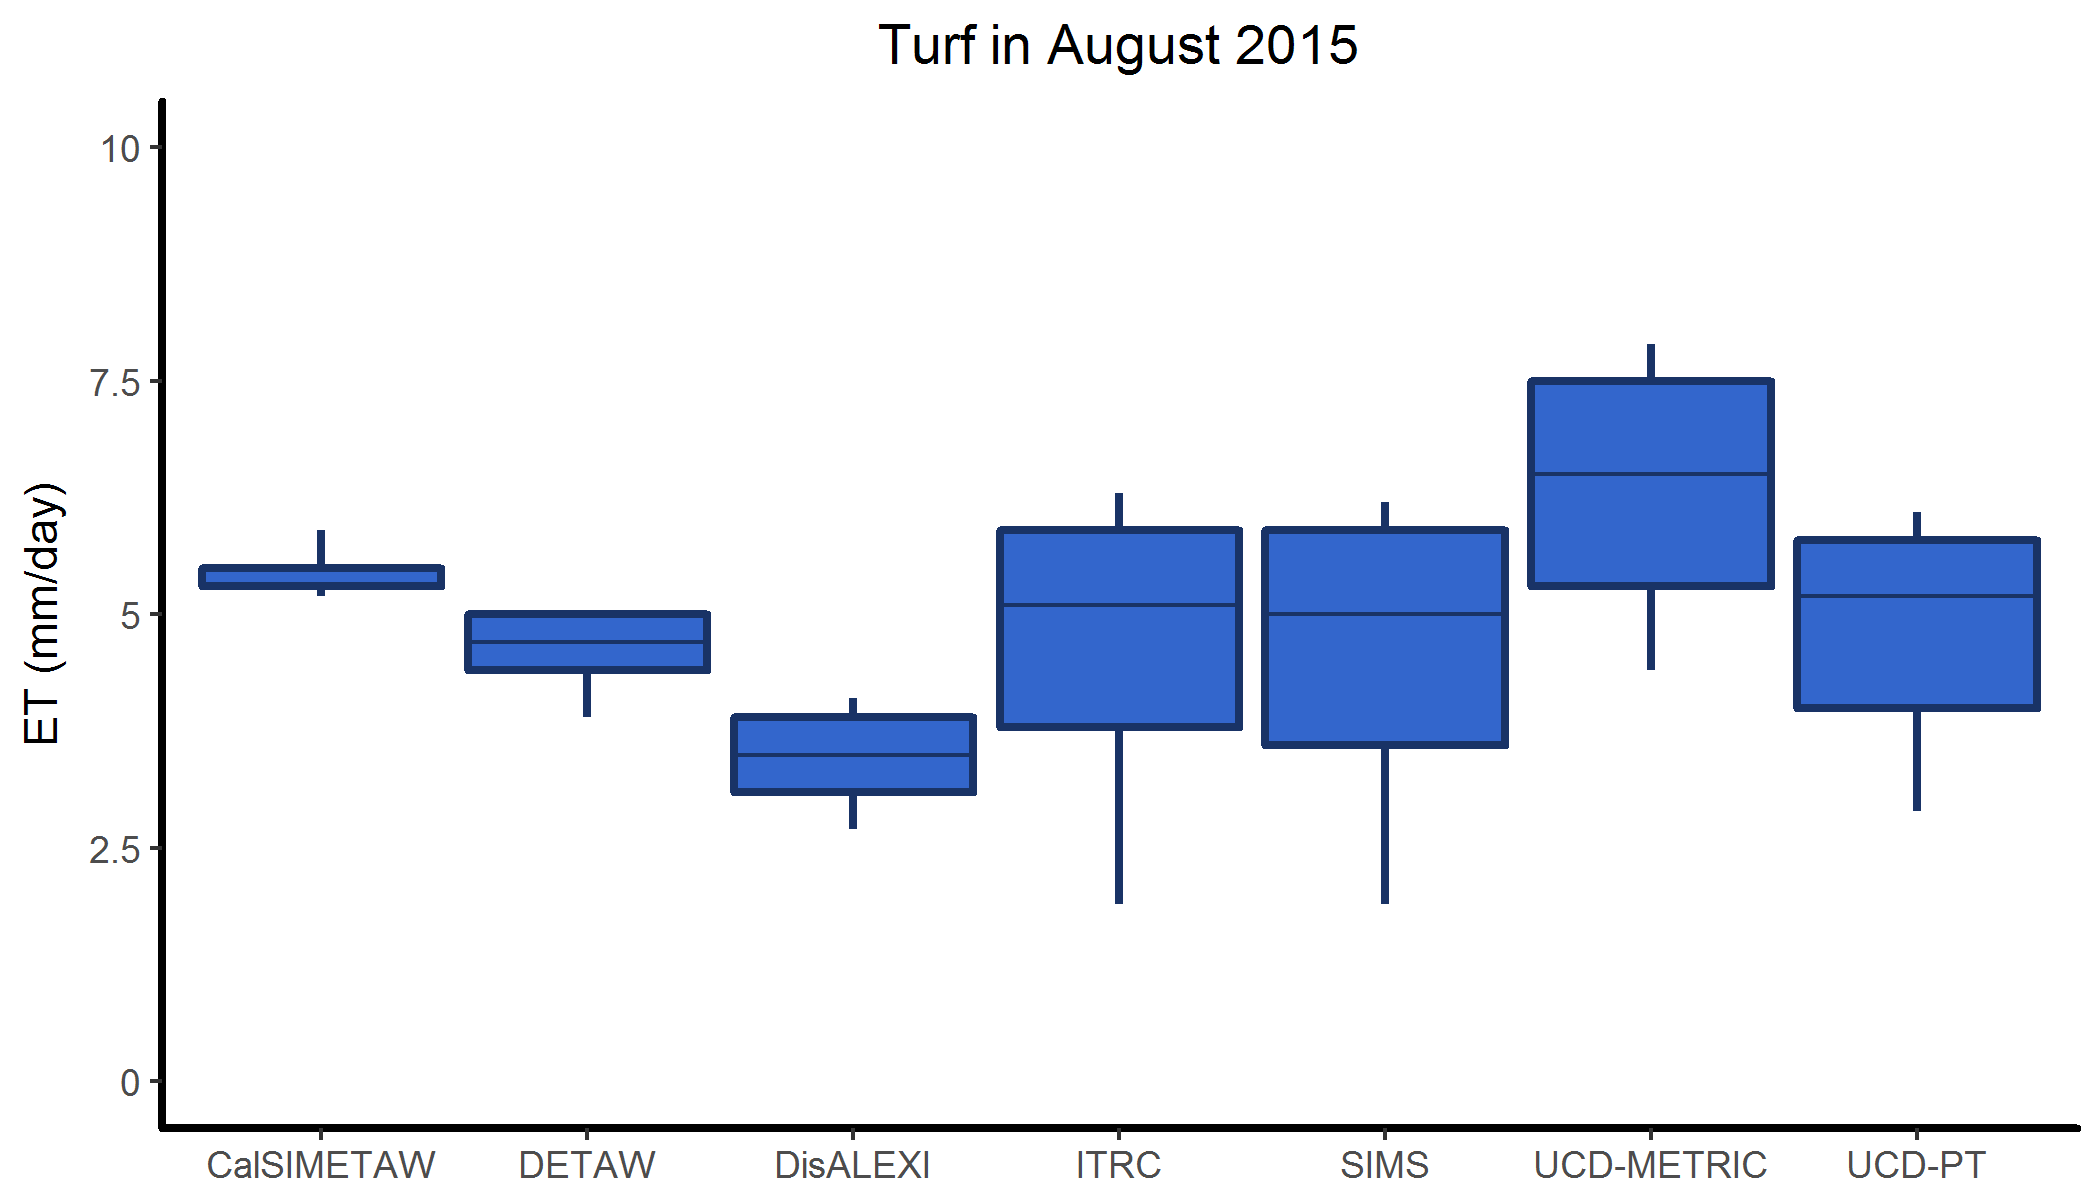 Turf in August 2015
ET (mm/day)
10
7.5
5
2.5
0
CalSIMETAW DETAW DisALEXI ITRC SIMS UCD-METRIC UCD-PT